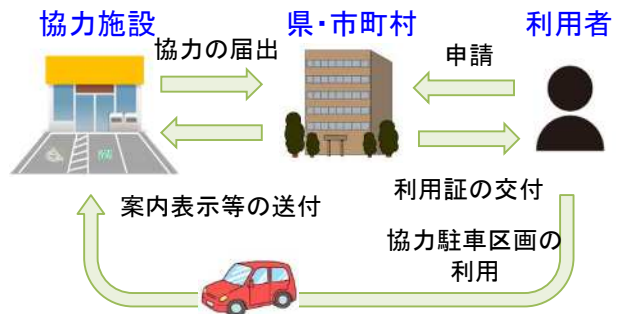 協力施設
県・市町村
利用者
協力の届出
申請
案内表示等の送付
利用証の交付
協力駐車区画の
利用